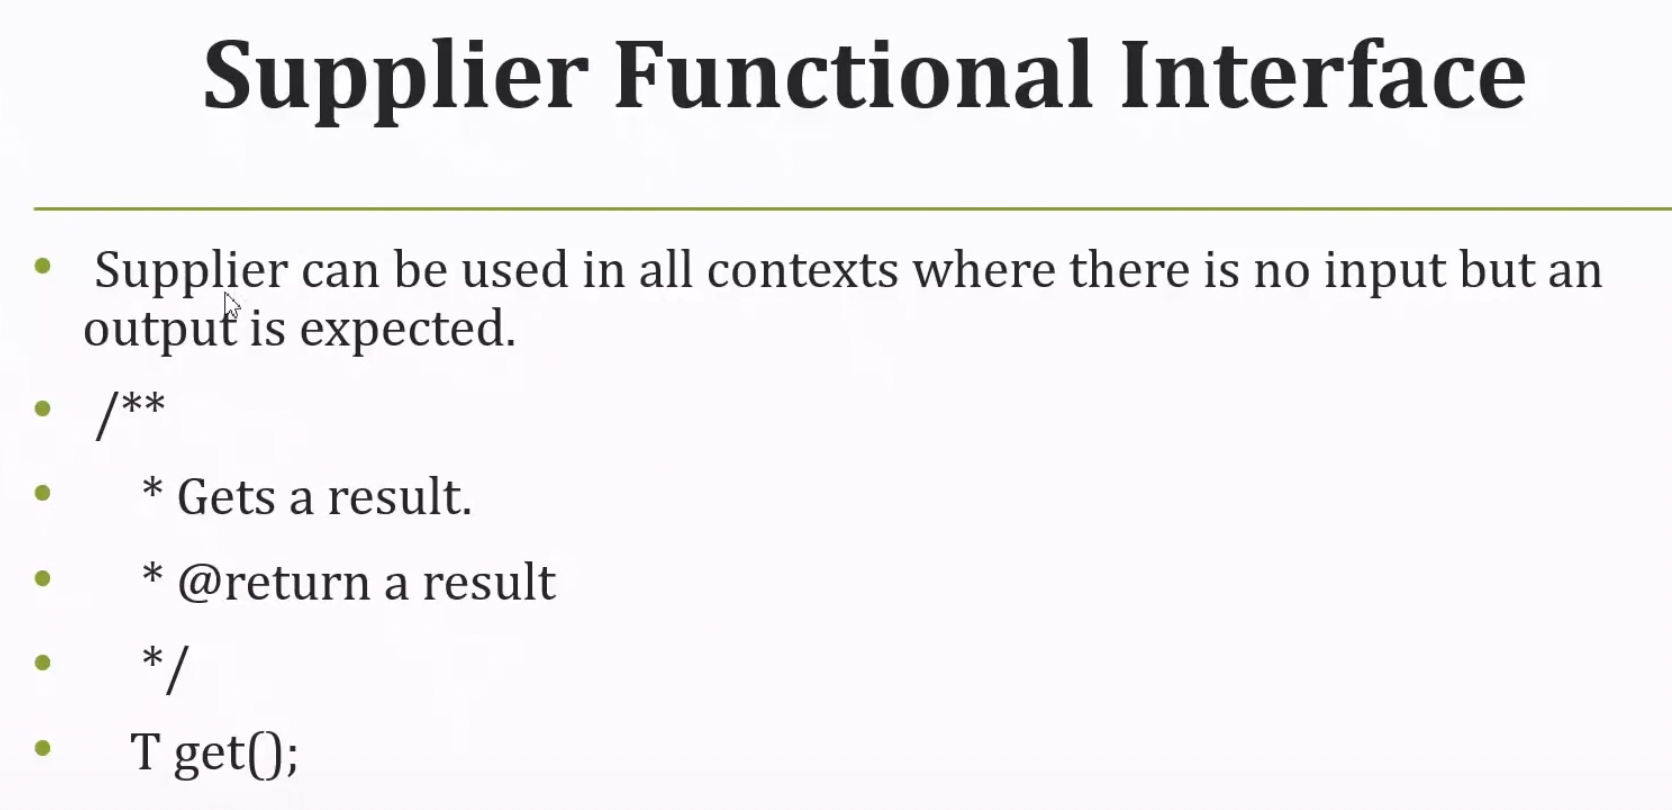 Supplier Functional Interface
• Supplier can be used in all contexts where there is no input but an
output is expected.
• /**
• * Gets a result.
• * @return a result
• */
• T get();